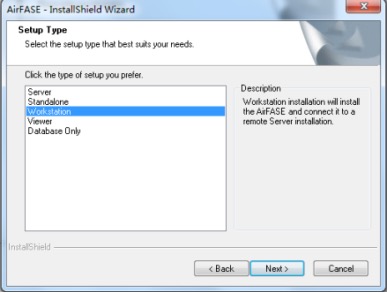 AirFASE - InstallShield Wizard
Setup Type
Select the setup type that best suits your needs.
Click the type of setup you prefer.
Server
Standalone
Workstation
Viewer
Database Only
Description
Workstation installation will install
the AirFASE and connect it to a
remote Server installation.
InstallShield
< Back
Next >
Cancel